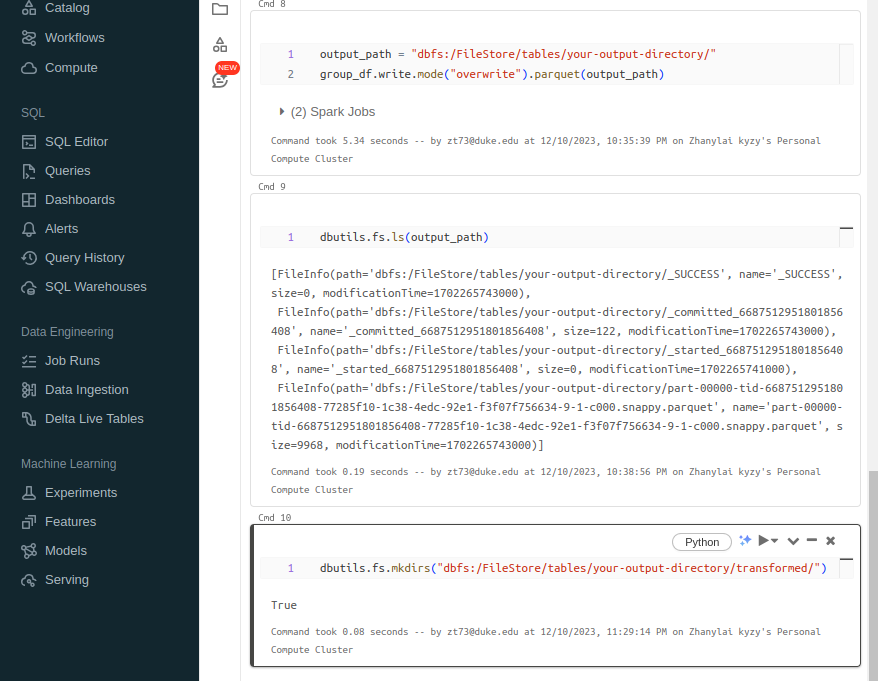 Catalog
Workflows
Compute
SQL
SQL Editor
Queries
Dashboards
Alerts
Query History
SQL Warehouses
Data Engineering
Job Runs
Data Ingestion
Delta Live Tables
Machine Learning
Experiments
Features
Models
Serving
NEW
Cmd 8
1 output_path = "dbfs:/FileStore/tables/your-output-directory/"
2 group_df.write.mode("overwrite").parquet(output_path)
(2) Spark Jobs
Command took 5.34 seconds -- by zt73@duke.edu at 12/10/2023, 10:35:39 PM on Zhanylai kyzy's Personal
Compute Cluster
Cmd 9
1 dbutils.fs.ls(output_path)
[FileInfo(path='dbfs:/FileStore/tables/your-output-directory/_SUCCESS', name='_SUCCESS',
size=0, modificationTime=1702265743000),
FileInfo(path='dbfs:/FileStore/tables/your-output-directory/_committed_6687512951801856
408', name='_committed_6687512951801856408', size=122, modificationTime=1702265743000),
FileInfo(path='dbfs:/FileStore/tables/your-output-directory/_started_668751295180185640
8', name='_started_6687512951801856408', size=0, modificationTime=1702265741000),
FileInfo(path='dbfs:/FileStore/tables/your-output-directory/part-00000-tid-668751295180
1856408-77285f10-1c38-4edc-92e1-f3f07f756634-9-1-c000.snappy.parquet', name='part-00000-
tid-6687512951801856408-77285f10-1c38-4edc-92e1-f3f07f756634-9-1-c000.snappy.parquet', s
ize=9968, modificationTime=1702265743000)]
Command took 0.19 seconds -- by zt73@duke.edu at 12/10/2023, 10:38:56 PM on Zhanylai kyzy's Personal
Compute Cluster
Cmd 10
Python
1 dbutils.fs.mkdirs("dbfs:/FileStore/tables/your-output-directory/transformed/")
True
Command took 0.08 seconds -- by zt73@duke.edu at 12/10/2023, 11:29:14 PM on Zhanylai kyzy's Personal
Compute Cluster